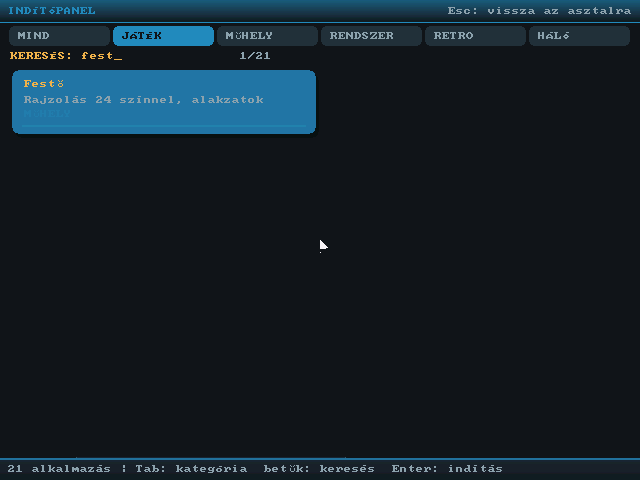 INDÍTÓPANEL Esc: vissza az asztalra
MIND JÁTÉK MŰHELY RENDSZER RETRO HÁLÓ
KERESÉS: fest_ 1/21
Festő
Rajzolás 24 színnel, alakzatok
MŰHELY
21 alkalmazás | Tab: kategória betűk: keresés Enter: indítás